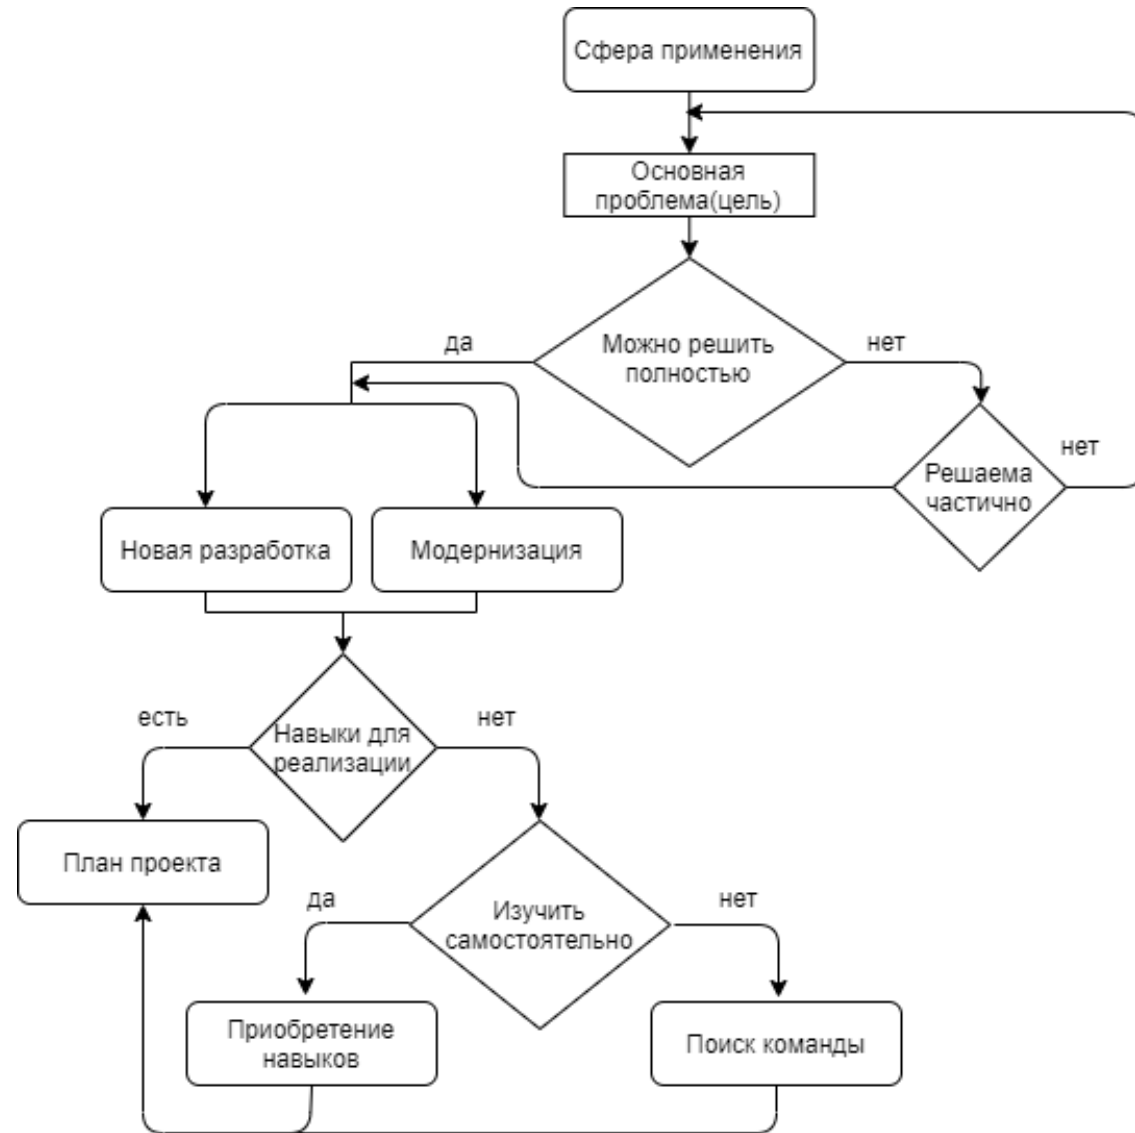 Сфера применения
Основная
проблема(цель)
Можно решить
полностью
да
нет
Решаема
частично
нет
Новая разработка
Модернизация
Навыки для
реализации
есть
нет
План проекта
Изучить
самостоятельно
да
нет
Приобретение
навыков
Поиск команды